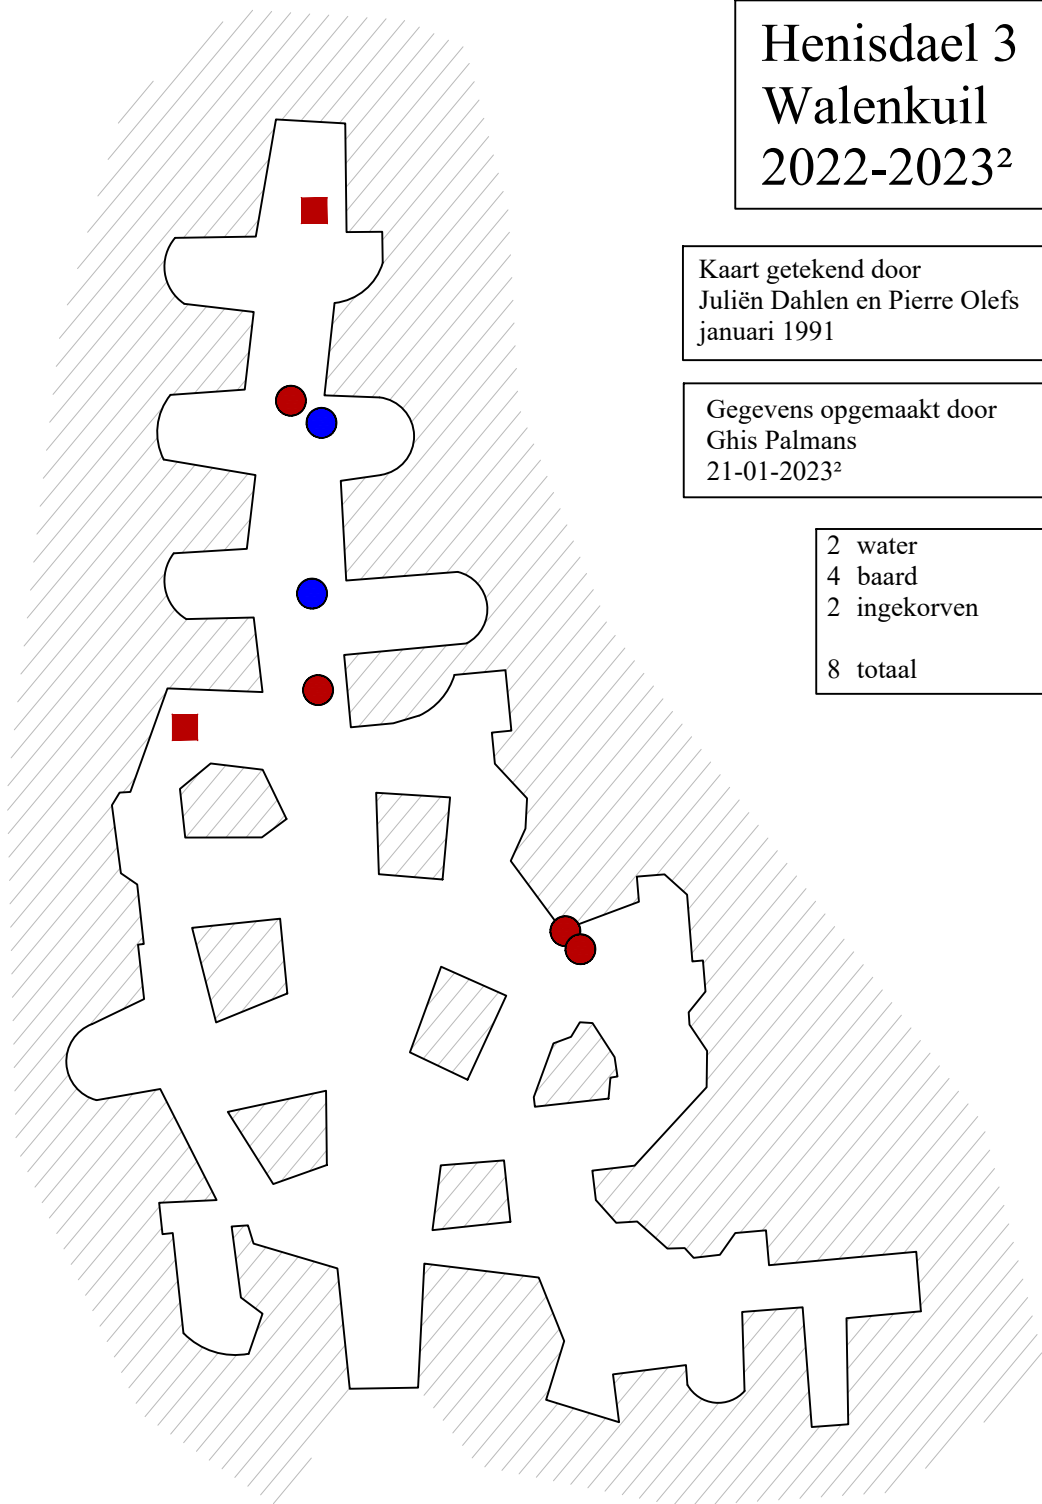 Henisdael 3
Walenkuil
2022-2023²
Kaart getekend door
Juliën Dahlen en Pierre Olefs
januari 1991
Gegevens opgemaakt door
Ghis Palmans
21-01-2023²
2 water
4 baard
2 ingekorven
8 totaal